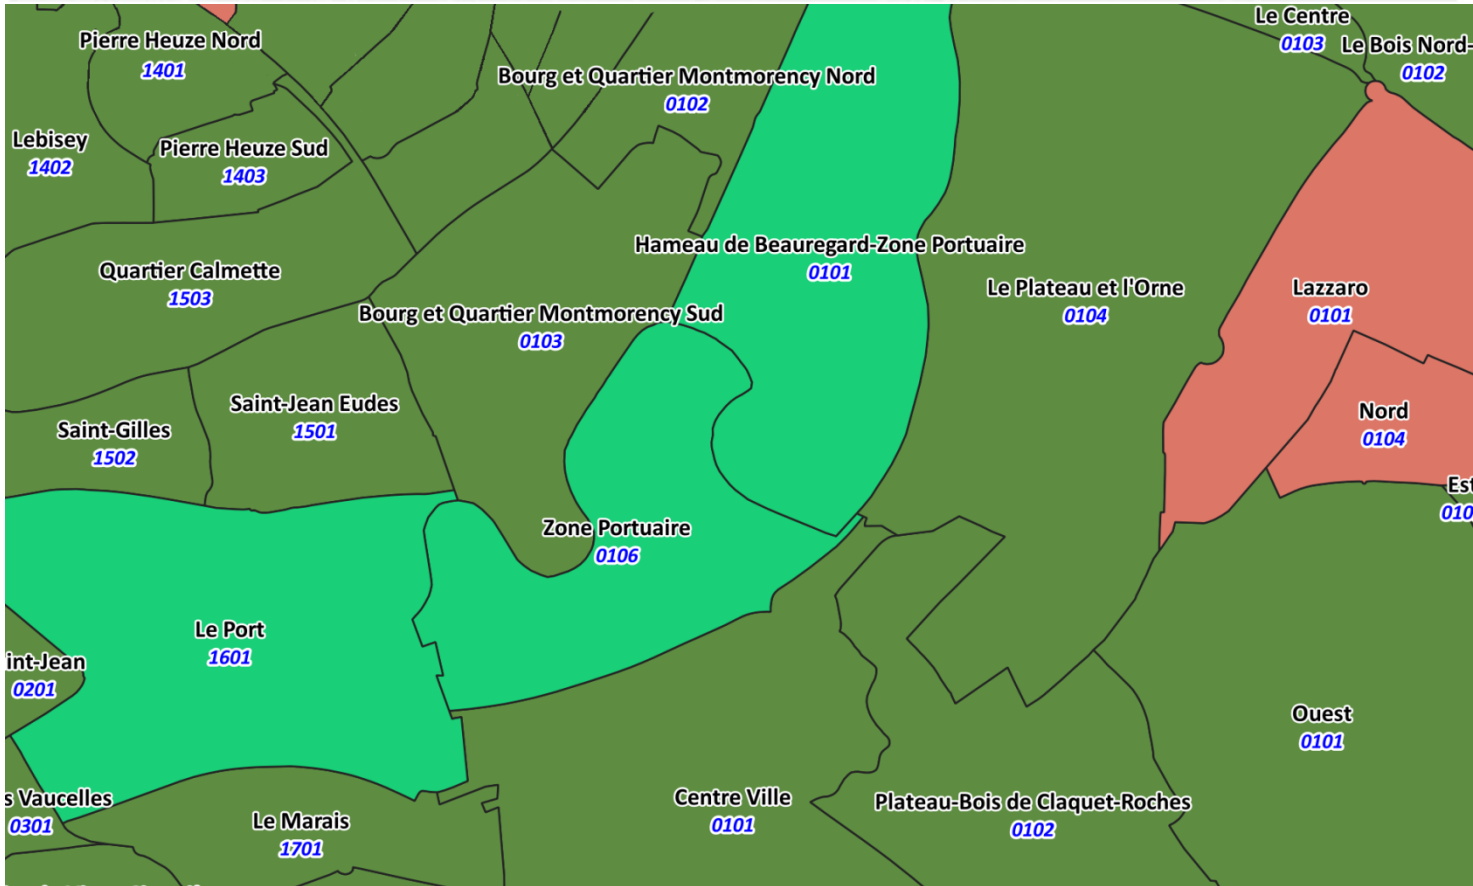 Le Centre
0103
Le Bois Nord-
0102
Pierre Heuze Nord
1401
Bourg et Quartier Montmorency Nord
0102
Lebisey
1402
Pierre Heuze Sud
1403
Hameau de Beauregard-Zone Portuaire
0101
Quartier Calmette
1503
Le Plateau et l'Orne
0104
Lazzaro
0101
Bourg et Quartier Montmorency Sud
0103
Saint-Jean Eudes
1501
Nord
0104
Saint-Gilles
1502
Est
010
Zone Portuaire
0106
Le Port
1601
int-Jean
0201
Ouest
0101
s Vaucelles
0301
Centre Ville
0101
Plateau-Bois de Claquet-Roches
0102
Le Marais
1701